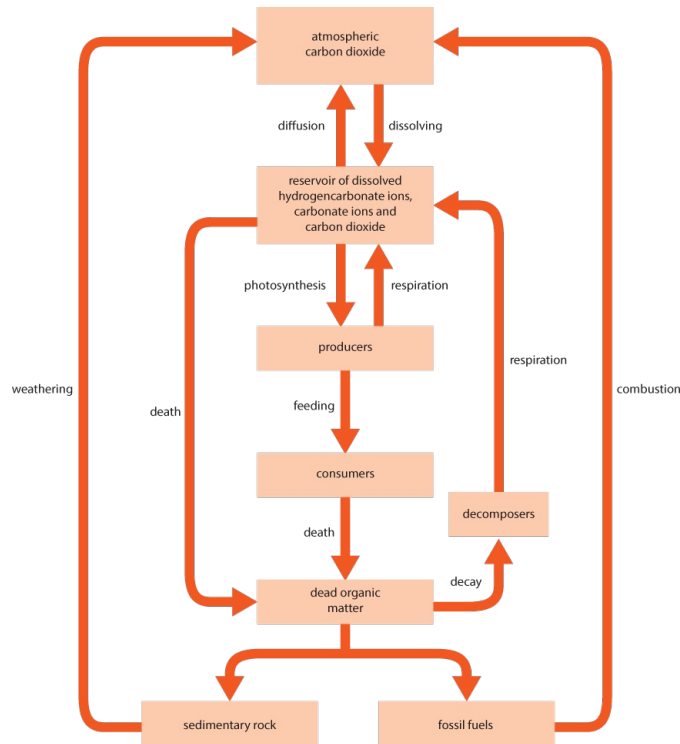 atmospheric
carbon dioxide
diffusion
dissolving
reservoir of dissolved
hydrogencarbonate ions,
carbonate ions and
carbon dioxide
photosynthesis
respiration
producers
respiration
weathering
combustion
death
feeding
consumers
decomposers
death
decay
dead organic
matter
sedimentary rock
fossil fuels